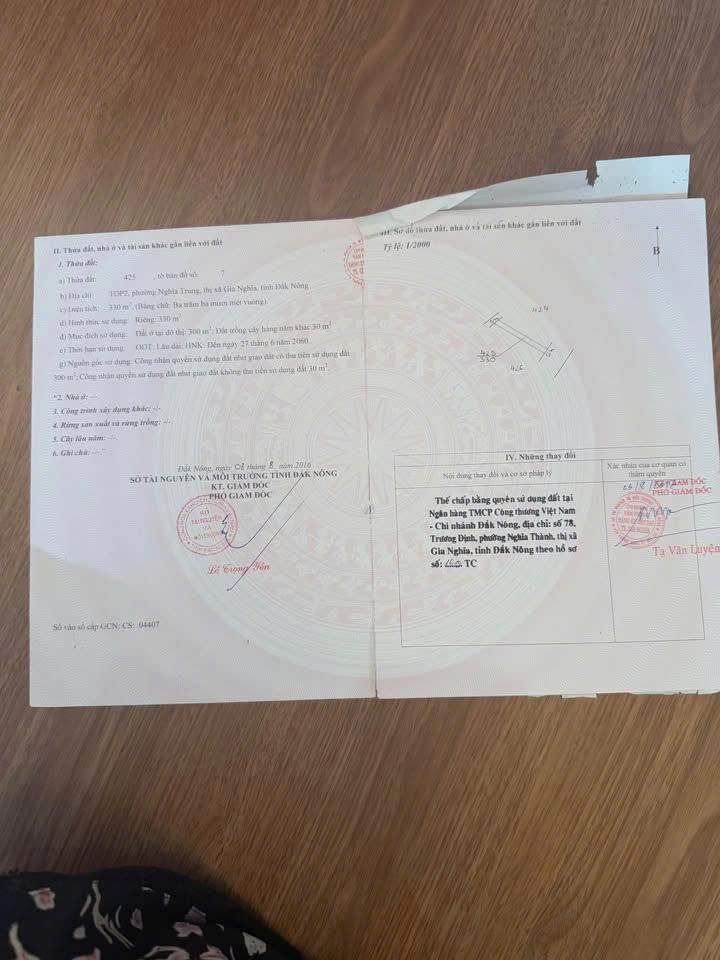 II. Thửa đất, nhà ở và tài sản khác gắn liền với đất
1. Thửa đất:
a) Thửa đất: 425 , tờ bản đồ số: 7
b) Địa chỉ: TDP2, phường Nghĩa Trung, thị xã Gia Nghĩa, tỉnh Đắk Nông
c) Diện tích: 330 m², (Bằng chữ: Ba trăm ba mươi mét vuông).
d) Hình thức sử dụng: Riêng: 330 m²
đ) Mục đích sử dụng: Đất ở tại đô thị: 300 m²; Đất trồng cây hàng năm khác 30 m²
e) Thời hạn sử dụng: ODT: Lâu dài; HNK: Đến ngày 27 tháng 6 năm 2060.
g) Nguồn gốc sử dụng: Công nhận quyền sử dụng đất như giao đất có thu tiền sử dụng đất
300 m²; Công nhận quyền sử dụng đất như giao đất không thu tiền sử dụng đất 30 m².
"2. Nhà ở: -/-
3. Công trình xây dựng khác: -/-
4. Rừng sản xuất và rừng trồng: -/-
5. Cây lâu năm: -/-
6. Ghi chú: -/-"
Đắk Nông, ngày tháng 8 năm 2016
SỞ TÀI NGUYÊN VÀ MÔI TRƯỜNG TỈNH ĐẮK NÔNG
KT. GIÁM ĐỐC
PHÓ GIÁM ĐỐC
SỞ
TÀI NGUYÊN
VÀ
MÔI TRƯỜNG
Lê Trọng Yên
Số vào sổ cấp GCN: CS: 04407
III. Sơ đồ thửa đất, nhà ở và tài sản khác gắn liền với đất
Tỷ lệ: 1/2000
B
424
425
330
426
IV. Những thay đổi
Nội dung thay đổi và cơ sở pháp lý
Xác nhận của cơ quan có
thẩm quyền
Thế chấp bằng quyền sử dụng đất tại
Ngân hàng TMCP Công thương Việt Nam
- Chi nhánh Đắk Nông, địa chỉ: số 78,
Trương Định, phường Nghĩa Thành, thị xã
Gia Nghĩa, tỉnh Đắk Nông theo hồ sơ
số: TC
GIÁM ĐỐC
PHÓ GIÁM ĐỐC
Tạ Văn Luyện